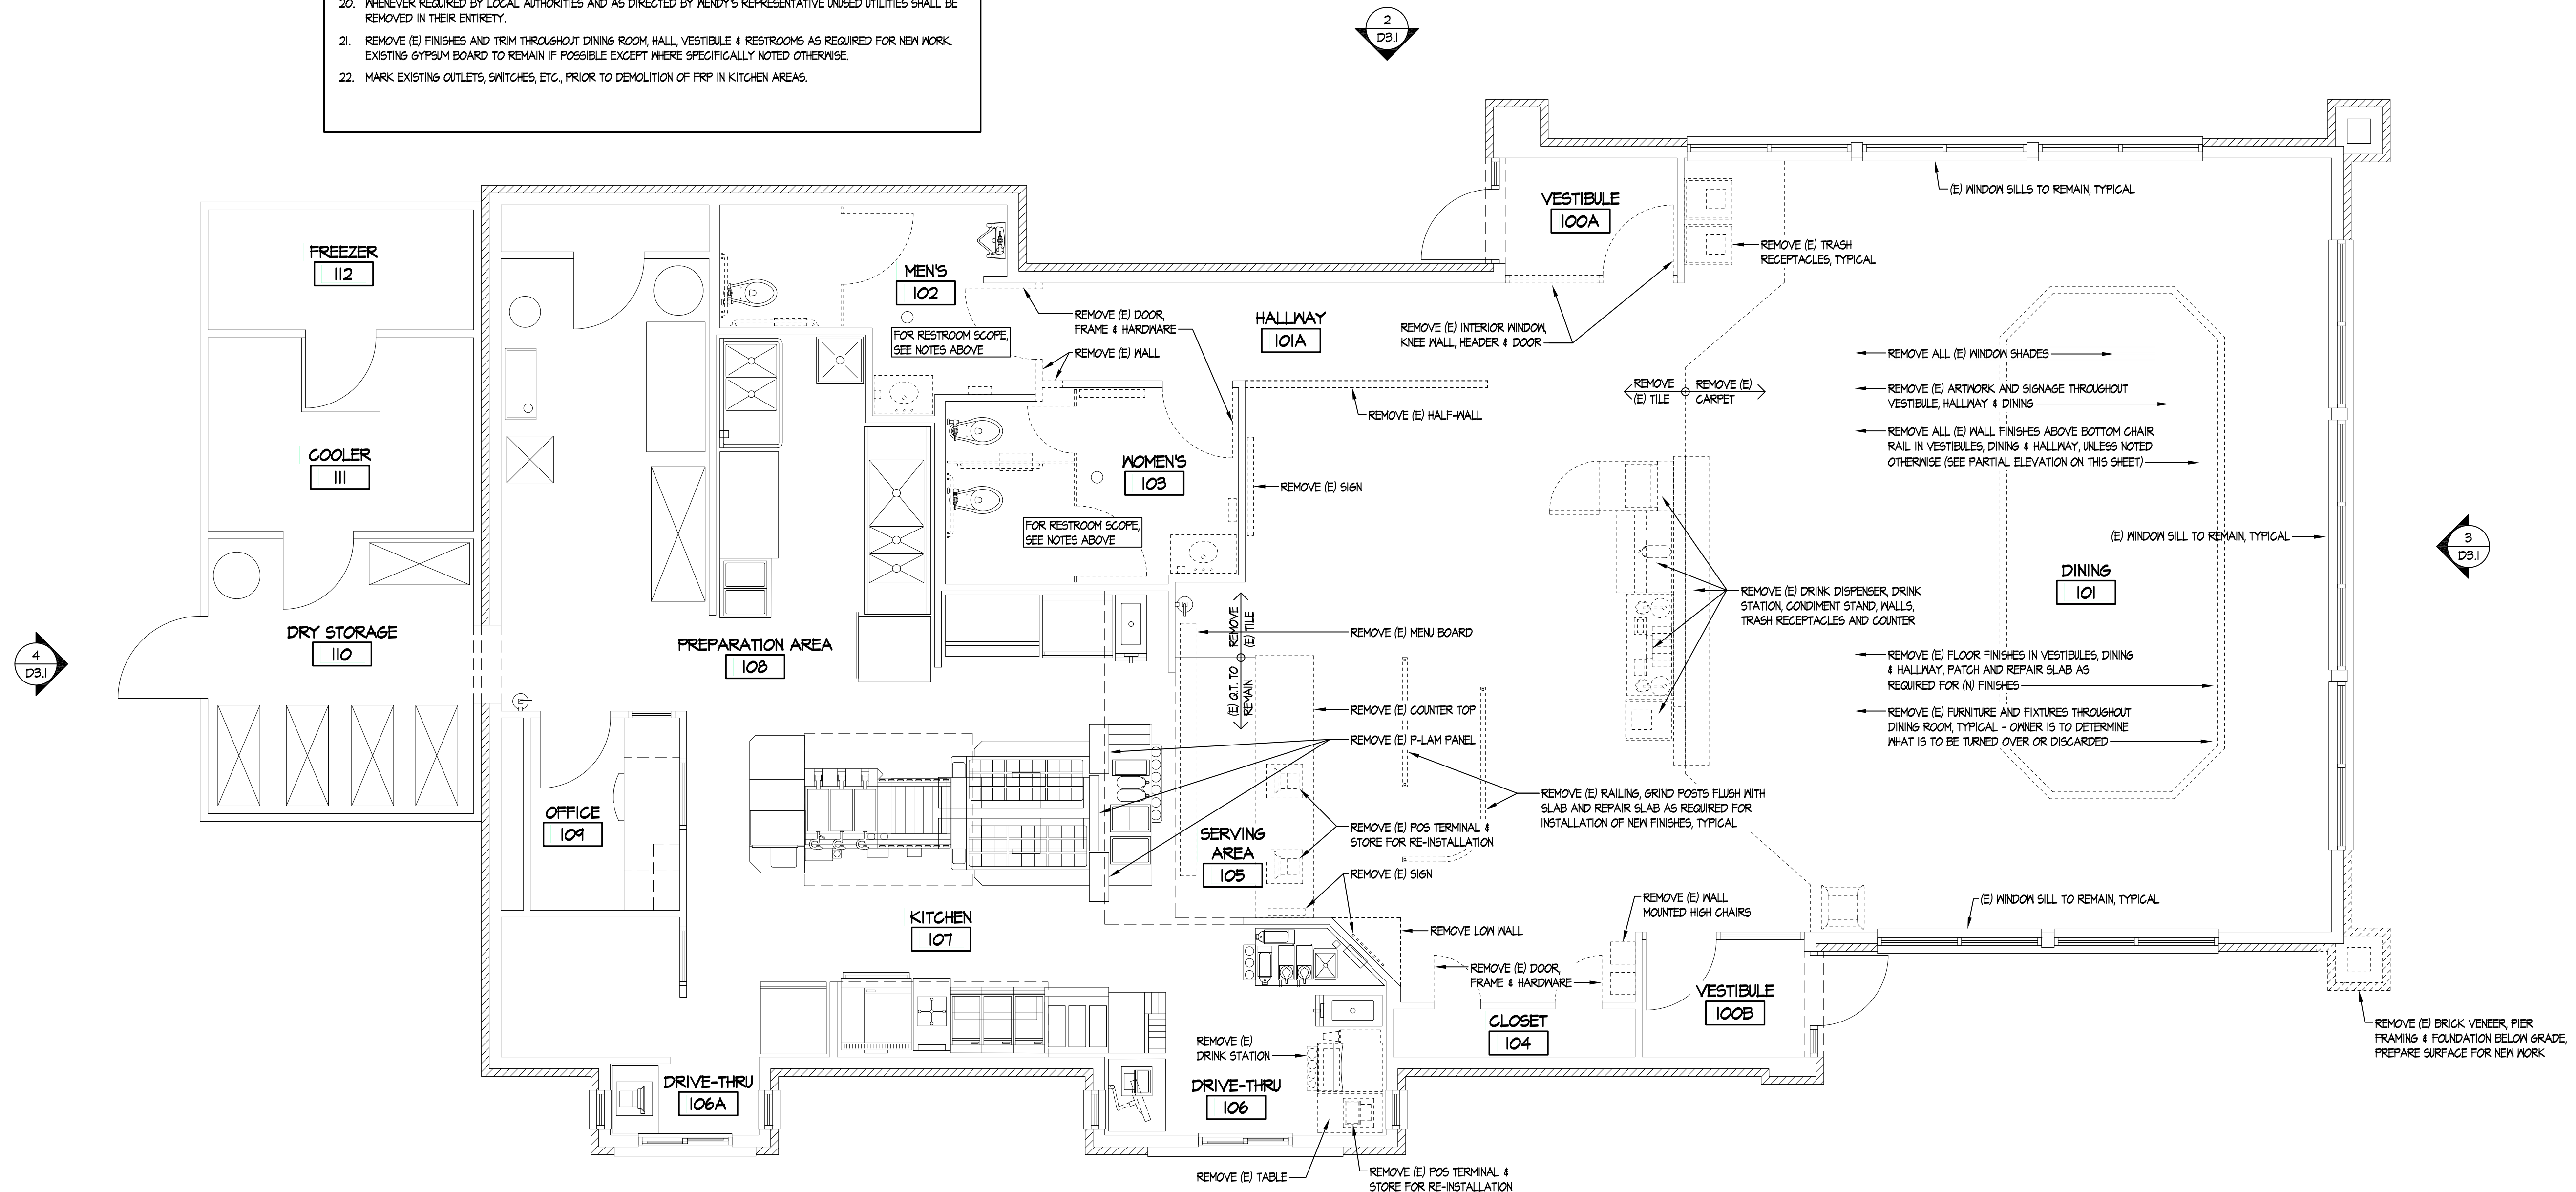 20. WHENEVER REQUIRED BY LOCAL AUTHORITIES AND AS DIRECTED BY WENDY'S REPRESENTATIVE UNUSED UTILITIES SHALL BE
REMOVED IN THEIR ENTIRETY.
21. REMOVE (E) FINISHES AND TRIM THROUGHOUT DINING ROOM, HALL, VESTIBULE & RESTROOMS AS REQUIRED FOR NEW WORK.
EXISTING GYPSUM BOARD TO REMAIN IF POSSIBLE EXCEPT WHERE SPECIFICALLY NOTED OTHERWISE.
22. MARK EXISTING OUTLETS, SWITCHES, ETC., PRIOR TO DEMOLITION OF FRP IN KITCHEN AREAS.
2
D3.1
(E) WINDOW SILLS TO REMAIN, TYPICAL
VESTIBULE
100A
REMOVE (E) TRASH
RECEPTACLES, TYPICAL
FREEZER
112
MEN'S
102
REMOVE (E) DOOR,
FRAME & HARDWARE
REMOVE (E) WALL
FOR RESTROOM SCOPE,
SEE NOTES ABOVE
HALLWAY
101A
REMOVE (E) INTERIOR WINDOW,
KNEE WALL, HEADER & DOOR
REMOVE ALL (E) WINDOW SHADES
REMOVE (E) ARTWORK AND SIGNAGE THROUGHOUT
VESTIBULE, HALLWAY & DINING
REMOVE ALL (E) WALL FINISHES ABOVE BOTTOM CHAIR
RAIL IN VESTIBULES, DINING & HALLWAY, UNLESS NOTED
OTHERWISE (SEE PARTIAL ELEVATION ON THIS SHEET)
REMOVE
(E) TILE
REMOVE (E)
CARPET
REMOVE (E) HALF-WALL
COOLER
111
WOMEN'S
103
REMOVE (E) SIGN
FOR RESTROOM SCOPE,
SEE NOTES ABOVE
(E) WINDOW SILL TO REMAIN, TYPICAL
3
D3.1
DINING
101
REMOVE (E) DRINK DISPENSER, DRINK
STATION, CONDIMENT STAND, WALLS,
TRASH RECEPTACLES AND COUNTER
DRY STORAGE
110
4
D3.1
PREPARATION AREA
108
REMOVE
(E) TILE
(E) Q.T. TO
REMAIN
REMOVE (E) MENU BOARD
REMOVE (E) FLOOR FINISHES IN VESTIBULES, DINING
& HALLWAY, PATCH AND REPAIR SLAB AS
REQUIRED FOR (N) FINISHES
REMOVE (E) COUNTER TOP
REMOVE (E) FURNITURE AND FIXTURES THROUGHOUT
DINING ROOM, TYPICAL - OWNER IS TO DETERMINE
WHAT IS TO BE TURNED OVER OR DISCARDED
REMOVE (E) P-LAM PANEL
REMOVE (E) RAILING, GRIND POSTS FLUSH WITH
SLAB AND REPAIR SLAB AS REQUIRED FOR
INSTALLATION OF NEW FINISHES, TYPICAL
OFFICE
109
SERVING
AREA
105
REMOVE (E) POS TERMINAL &
STORE FOR RE-INSTALLATION
REMOVE (E) SIGN
REMOVE (E) WALL
MOUNTED HIGH CHAIRS
(E) WINDOW SILL TO REMAIN, TYPICAL
KITCHEN
107
REMOVE LOW WALL
REMOVE (E) DOOR,
FRAME & HARDWARE
VESTIBULE
100B
CLOSET
104
REMOVE (E) BRICK VENEER, PIER
FRAMING & FOUNDATION BELOW GRADE,
PREPARE SURFACE FOR NEW WORK
REMOVE (E)
DRINK STATION
DRIVE-THRU
106A
DRIVE-THRU
106
REMOVE (E) TABLE
REMOVE (E) POS TERMINAL &
STORE FOR RE-INSTALLATION